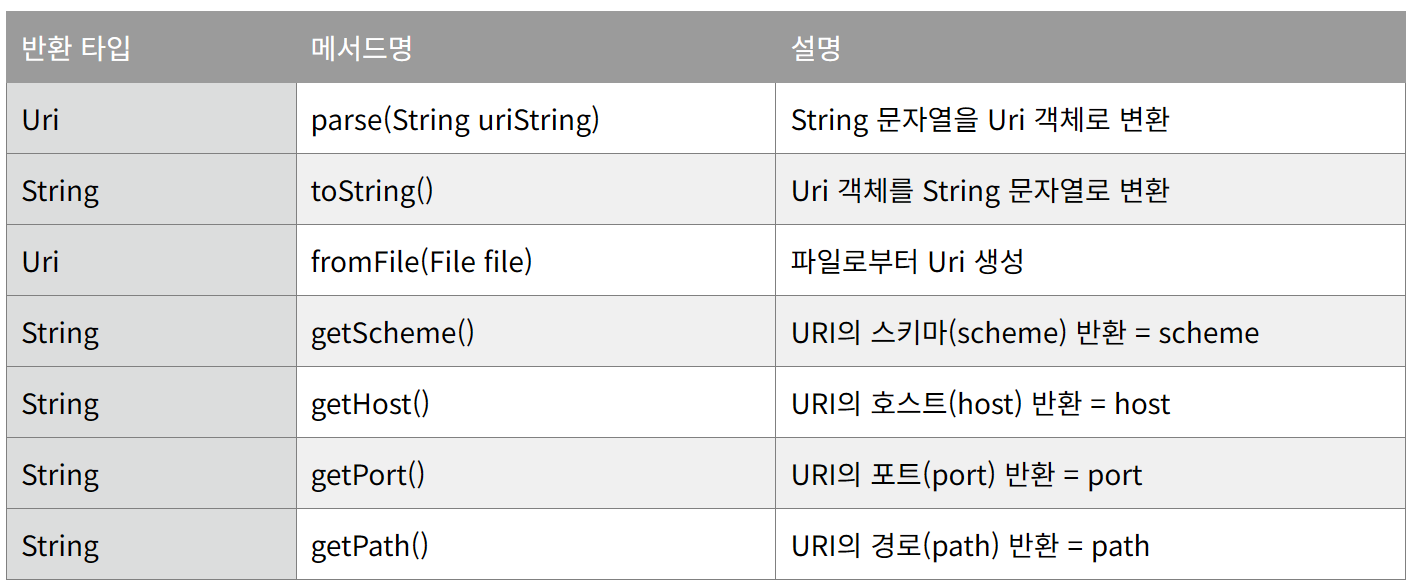 반환 타입 메서드명 설명
Uri parse(String uriString) String 문자열을 Uri 객체로 변환
String toString() Uri 객체를 String 문자열로 변환
Uri fromFile(File file) 파일로부터 Uri 생성
String getScheme() URI의 스키마(scheme) 반환 = scheme
String getHost() URI의 호스트(host) 반환 = host
String getPort() URI의 포트(port) 반환 = port
String getPath() URI의 경로(path) 반환 = path